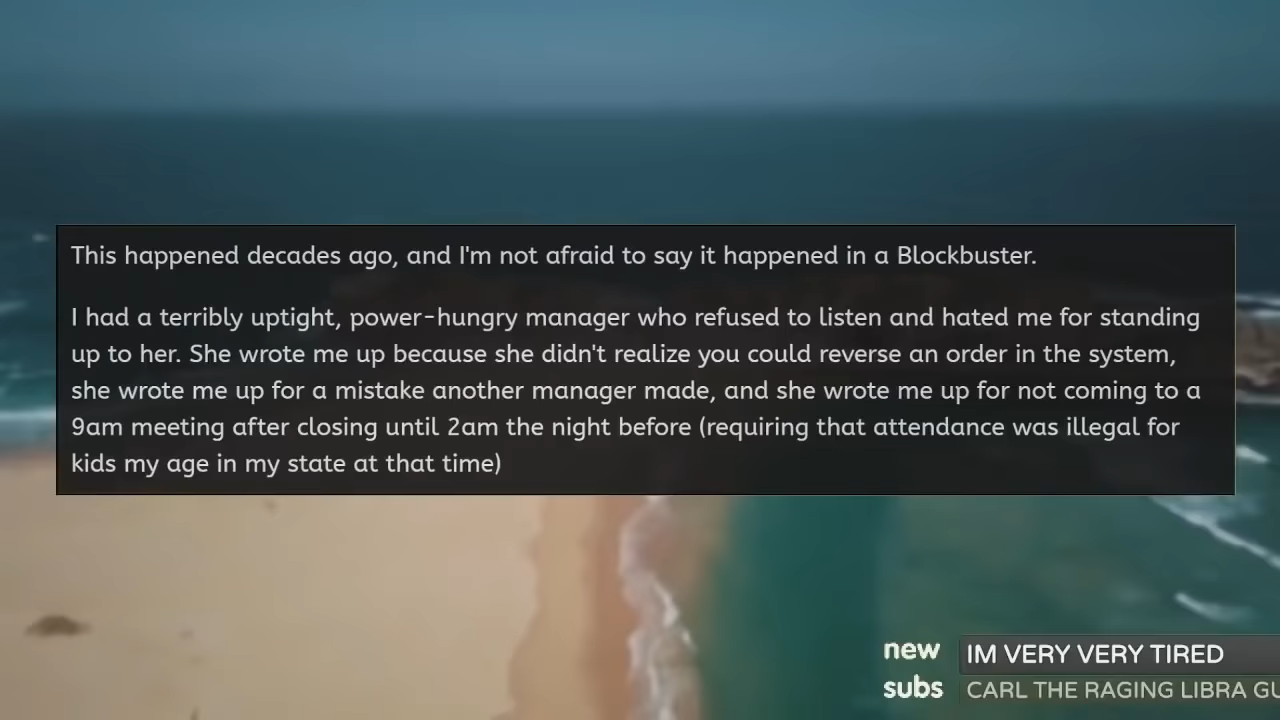 This happened decades ago, and I'm not afraid to say it happened in a Blockbuster.
I had a terribly uptight, power-hungry manager who refused to listen and hated me for standing
up to her. She wrote me up because she didn't realize you could reverse an order in the system,
she wrote me up for a mistake another manager made, and she wrote me up for not coming to a
9am meeting after closing until 2am the night before (requiring that attendance was illegal for
kids my age in my state at that time)
new
IM VERY VERY TIRED
subs
CARL THE RAGING LIBRA